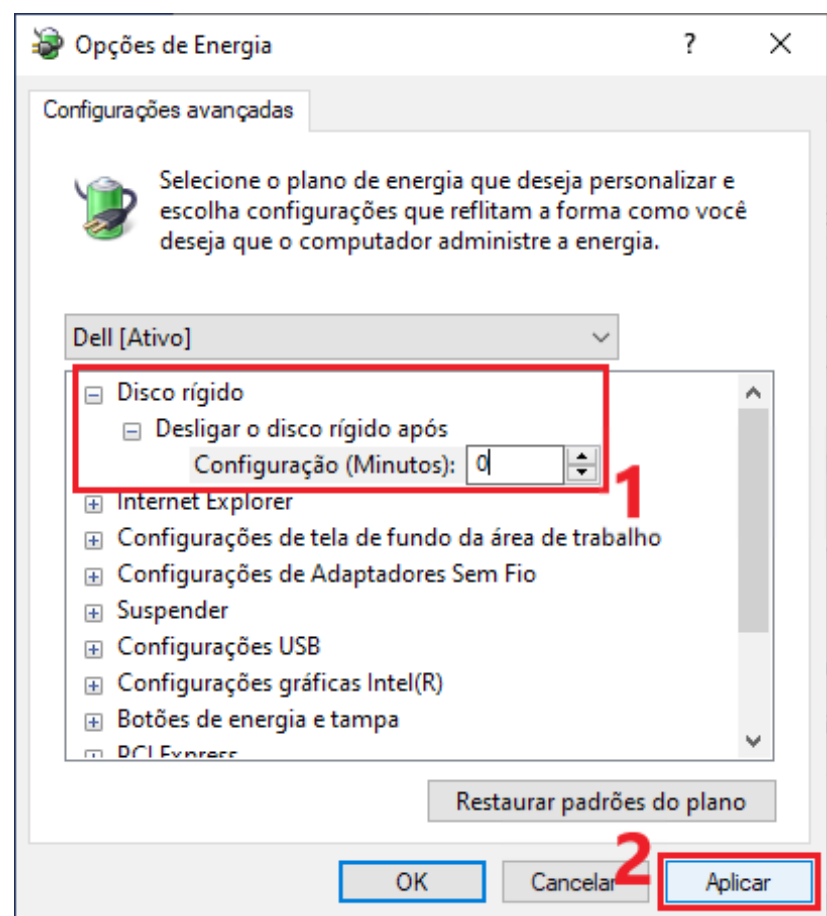 Opções de Energia
?
Configurações avançadas
Selecione o plano de energia que deseja personalizar e
escolha configurações que reflitam a forma como você
deseja que o computador administre a energia.
Dell [Ativo]
Disco rígido
Desligar o disco rígido após
Configuração (Minutos): 0
1
Internet Explorer
Configurações de tela de fundo da área de trabalho
Configurações de Adaptadores Sem Fio
Suspender
Configurações USB
Configurações gráficas Intel(R)
Botões de energia e tampa
PCI Express
Restaurar padrões do plano
2
OK Cancelar Aplicar